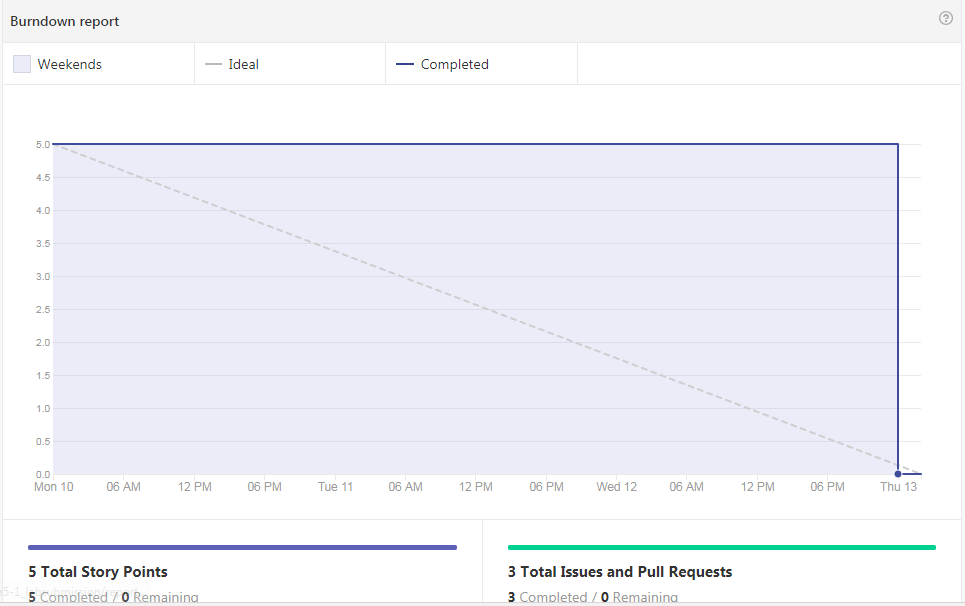 Burndown report
Weekends
Ideal
Completed
5.0
4.5
4.0
3.5
3.0
2.5
2.0
1.5
1.0
0.5
0.0
Mon 10 06 AM 12 PM 06 PM Tue 11 06 AM 12 PM 06 PM Wed 12 06 AM 12 PM 06 PM Thu 13
5 Total Story Points
5 Completed / 0 Remaining
3 Total Issues and Pull Requests
3 Completed / 0 Remaining